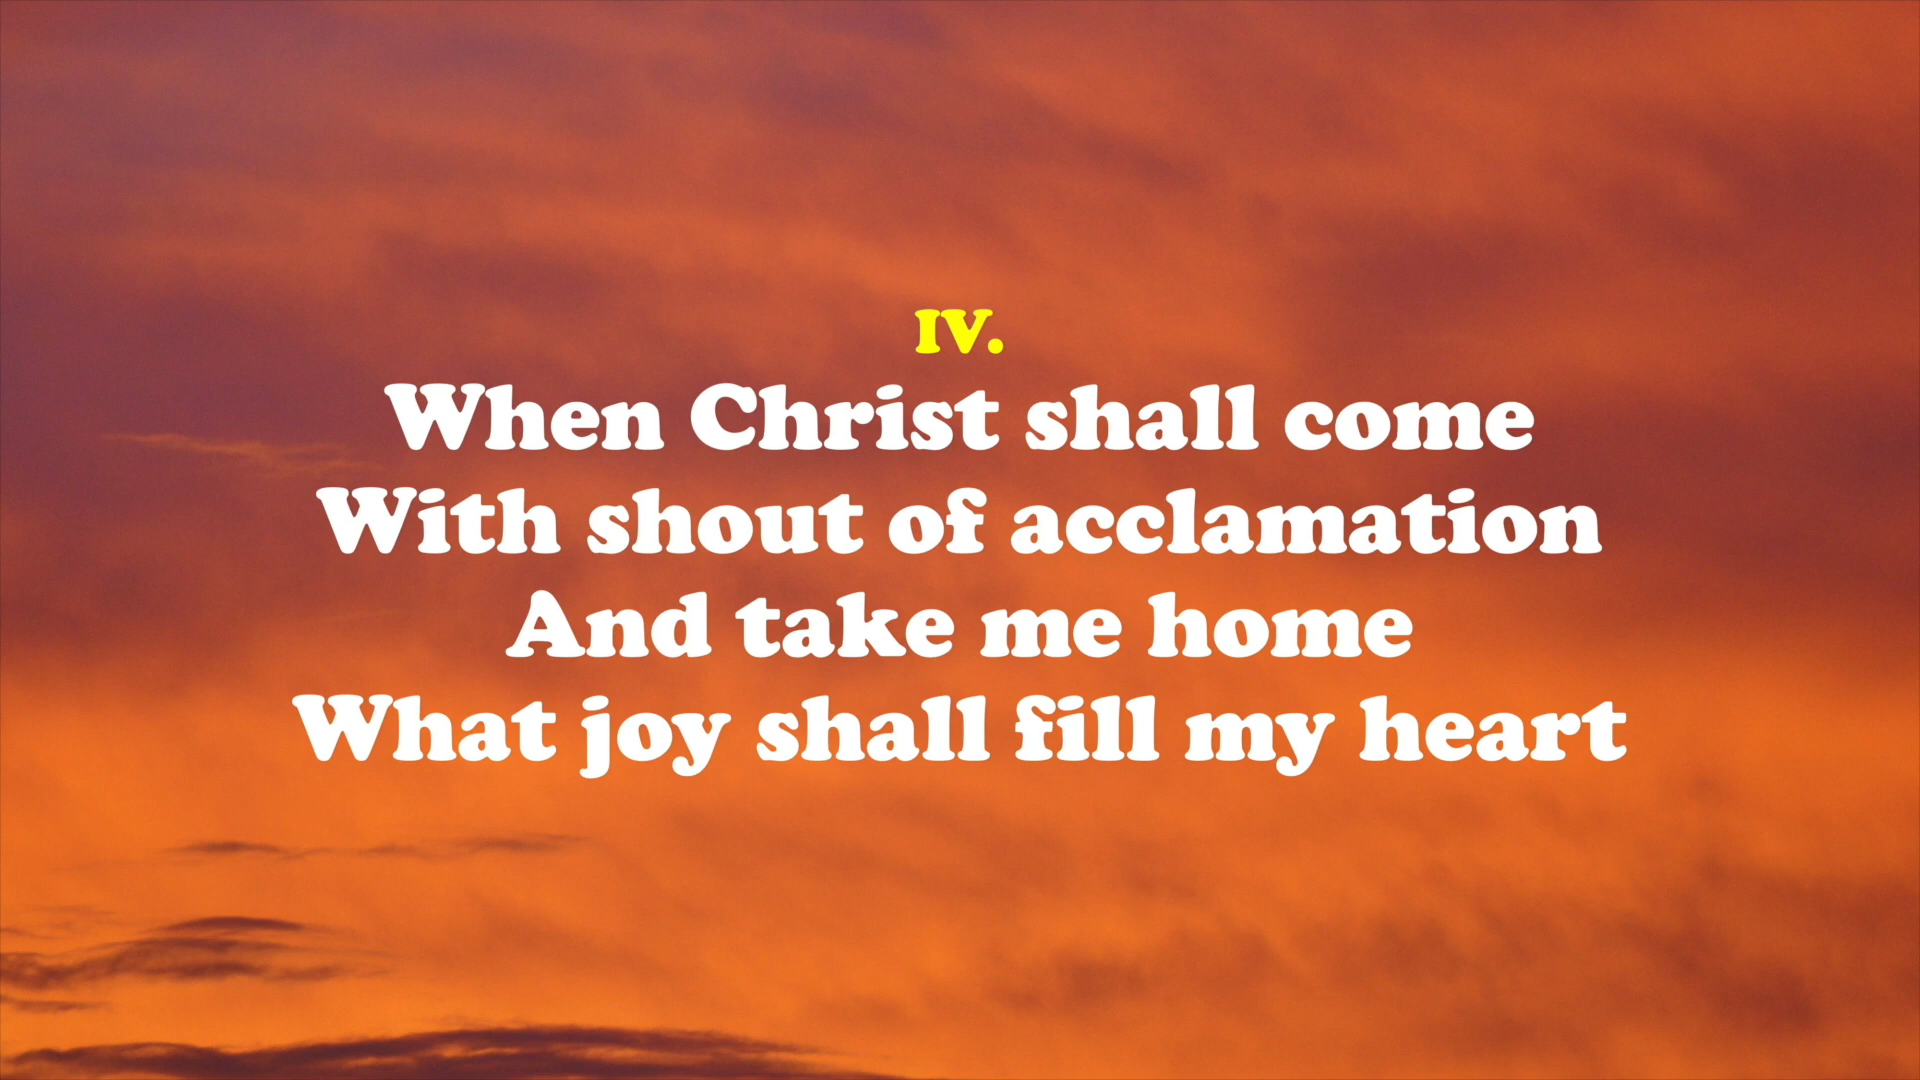 IV.
When Christ shall come
With shout of acclamation
And take me home
What joy shall fill my heart